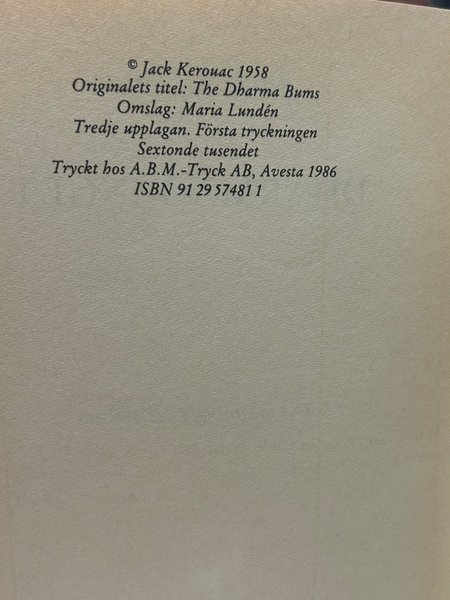 © Jack Kerouac 1958
Originalets titel: The Dharma Bums
Omslag: Maria Lundén
Tredje upplagan. Första tryckningen
Sextonde tusendet
Tryckt hos A.B.M.-Tryck AB, Avesta 1986
ISBN 91 29 57481 1